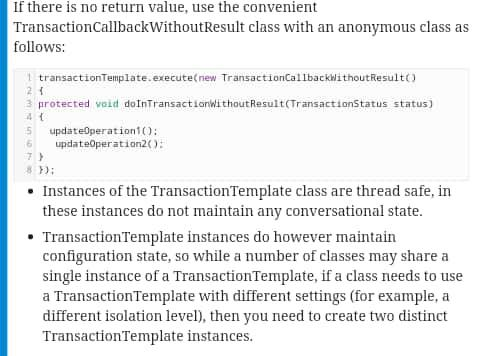 If there is no return value, use the convenient
TransactionCallbackWithoutResult class with an anonymous class as
follows:
1 transactionTemplate.execute(new TransactionCallbackWithoutResult()
2 {
3 protected void doInTransactionWithoutResult(TransactionStatus status)
4 {
5   updateOperation1();
6    updateOperation2();
7 }
8 });
• Instances of the TransactionTemplate class are thread safe, in
these instances do not maintain any conversational state.
• TransactionTemplate instances do however maintain
configuration state, so while a number of classes may share a
single instance of a TransactionTemplate, if a class needs to use
a TransactionTemplate with different settings (for example, a
different isolation level), then you need to create two distinct
TransactionTemplate instances.